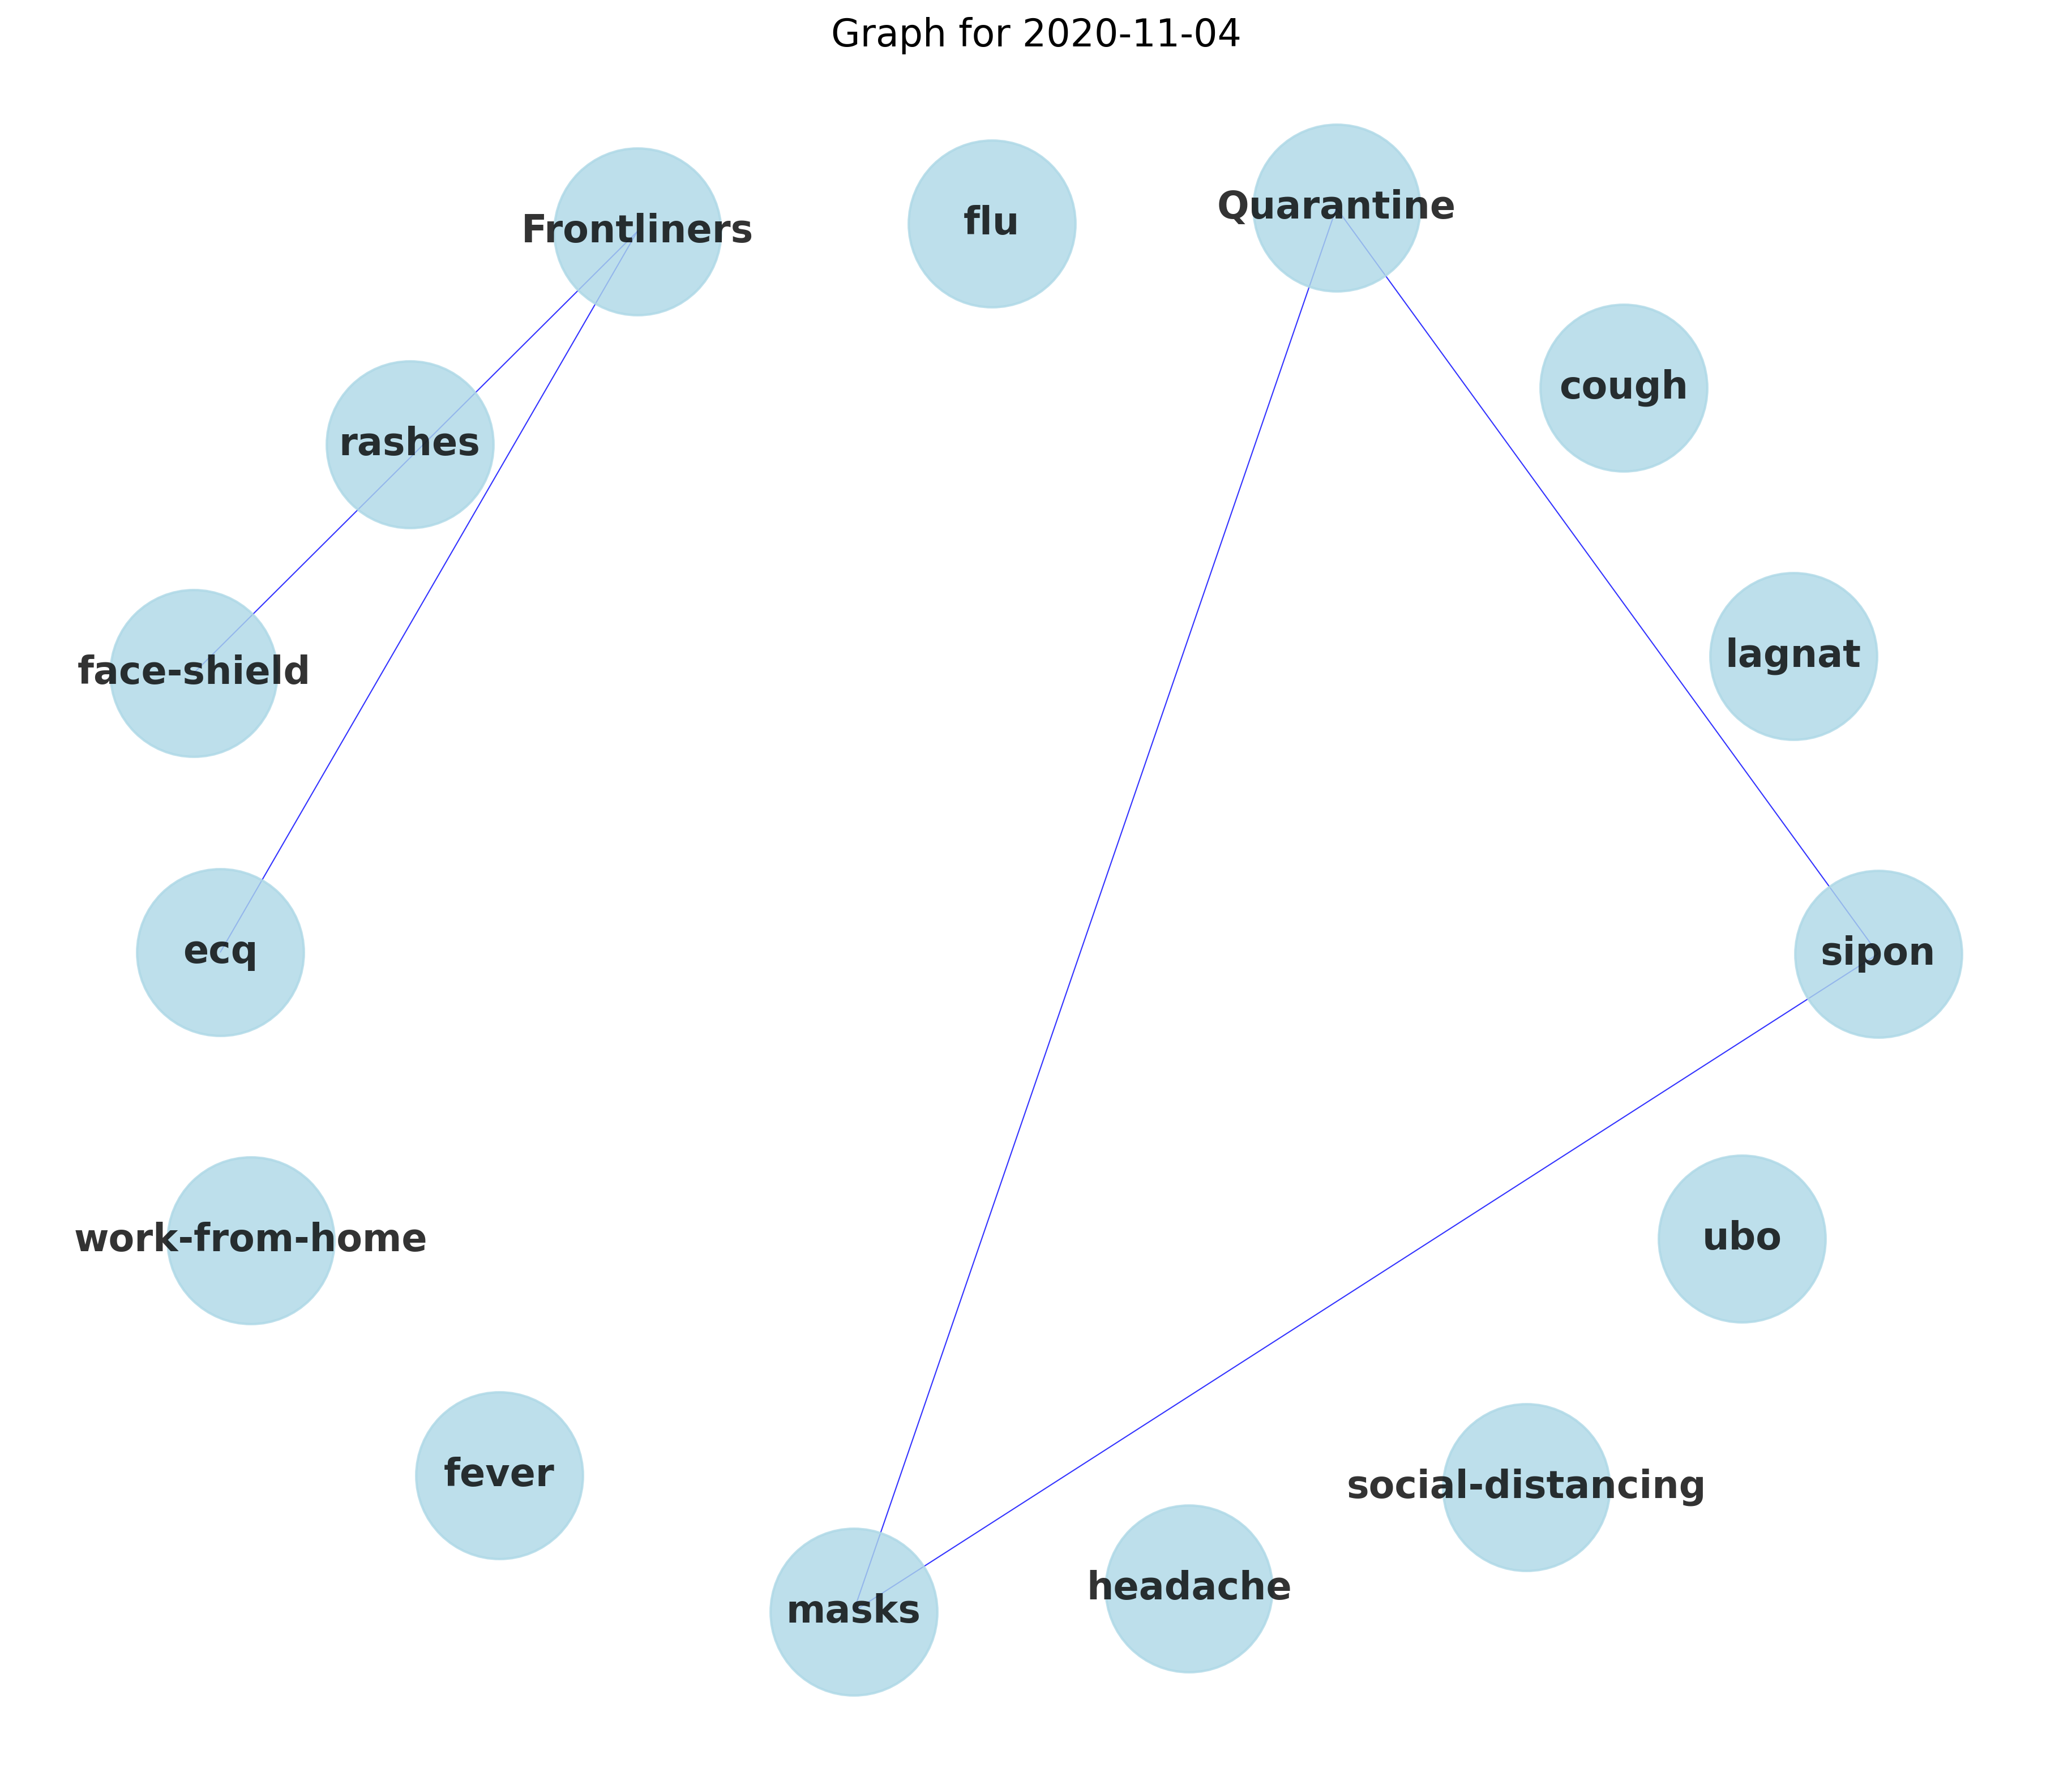 Graph for 2020-11-04
Quarantine
flu
Frontliners
cough
rashes
lagnat
face-shield
ecq
sipon
ubo
work-from-home
fever
social-distancing
headache
masks